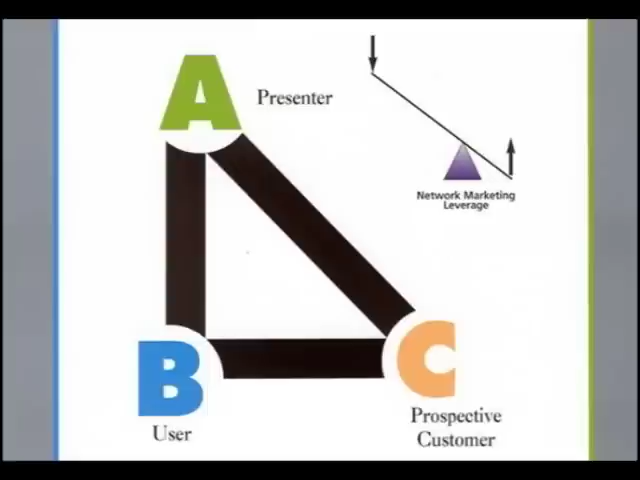 A
Presenter
Network Marketing
Leverage
B
User
C
Prospective
Customer